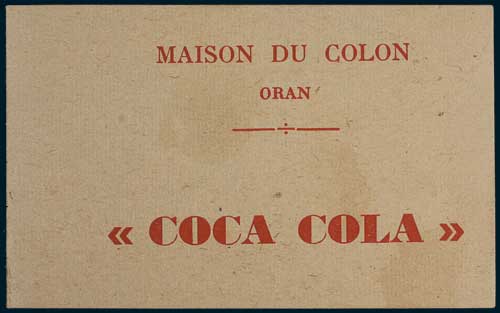 MAISON DU COLON
ORAN
« COCA COLA »